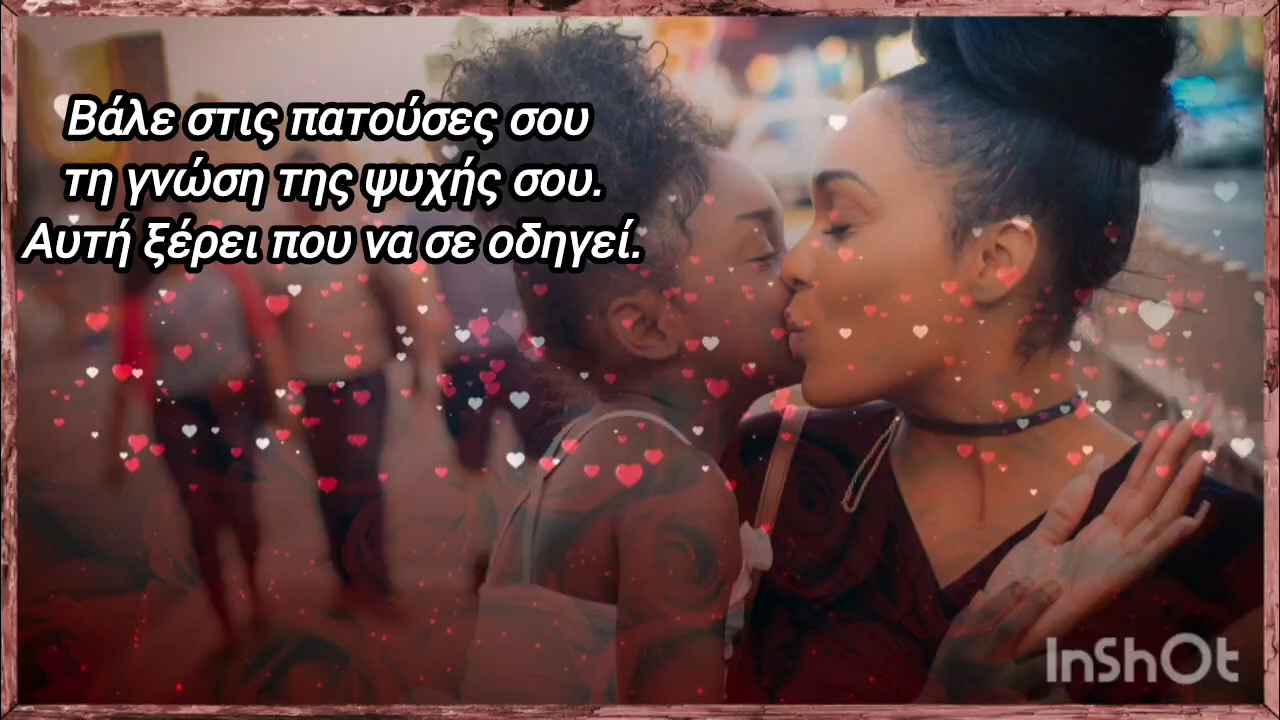 Βάλε στις πατούσες σου
τη γνώση της ψυχής σου.
Αυτή ξέρει που να σε οδηγεί.
InShOt